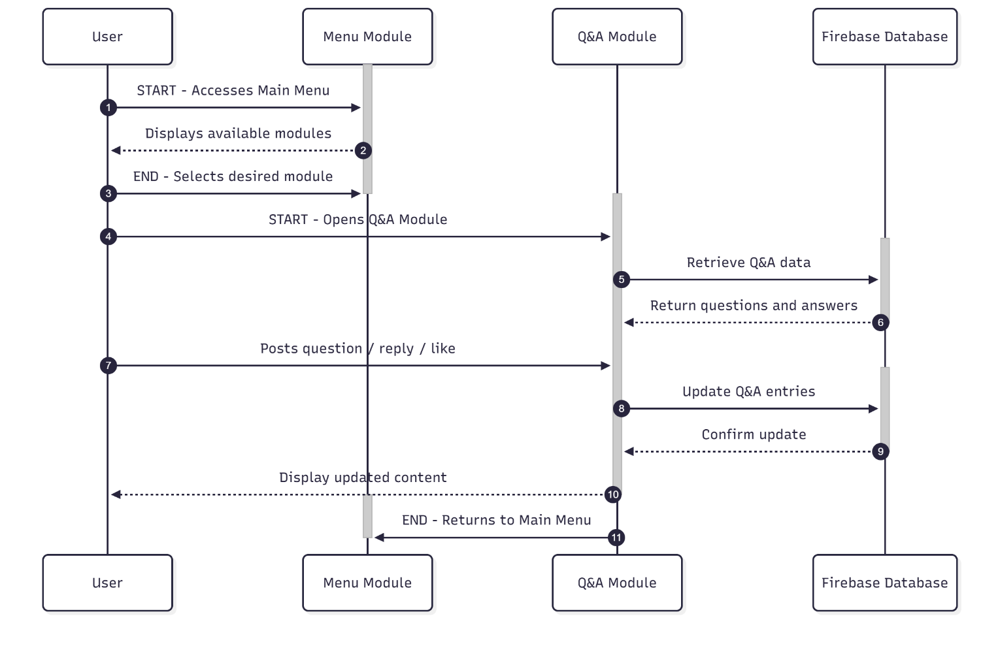 User
Menu Module
Q&A Module
Firebase Database
START - Accesses Main Menu
1
Displays available modules
2
END - Selects desired module
3
START - Opens Q&A Module
4
Retrieve Q&A data
5
Return questions and answers
6
Posts question / reply / like
7
Update Q&A entries
8
Confirm update
9
Display updated content
10
END - Returns to Main Menu
11
User
Menu Module
Q&A Module
Firebase Database